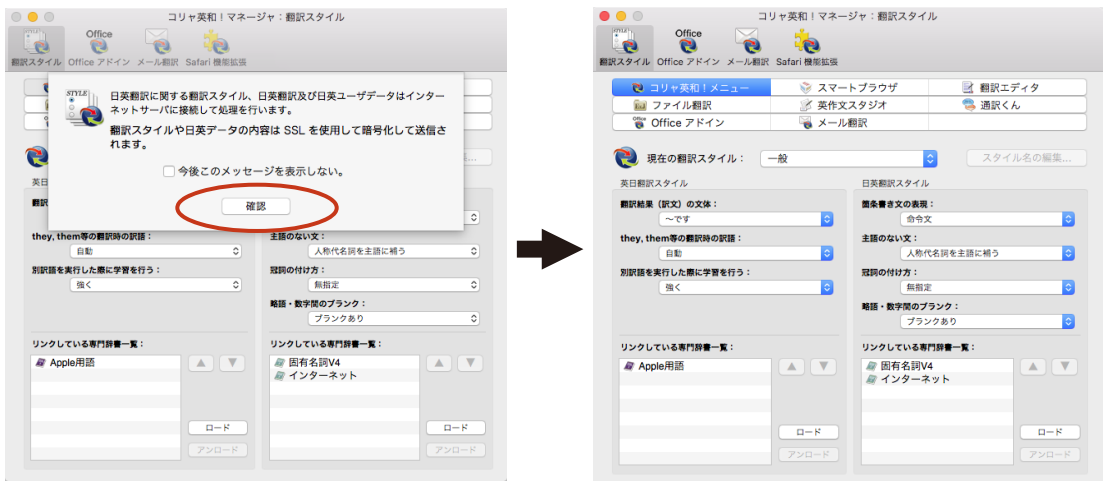 コリャ英和！マネージャ：翻訳スタイル
STYLE
Office
翻訳スタイル Office アドイン メール翻訳 Safari 機能拡張
STYLE
日英翻訳に関する翻訳スタイル、日英翻訳及び日英ユーザデータはインター
ネットサーバに接続して処理を行います。
翻訳スタイルや日英データの内容は SSL を使用して暗号化して送信さ
れます。
今後このメッセージを表示しない。
確認
they, them等の翻訳時の訳語：
自動
別訳語を実行した際に学習を行う：
強く
主語のない文：
人称代名詞を主語に補う
冠詞の付け方：
無指定
略語・数字間のブランク：
ブランクあり
リンクしている専門辞書一覧：
Apple用語
ロード
アンロード
リンクしている専門辞書一覧：
固有名詞V4
インターネット
ロード
アンロード
コリャ英和！マネージャ：翻訳スタイル
STYLE
Office
翻訳スタイル Office アドイン メール翻訳 Safari 機能拡張
コリャ英和！メニュー スマートブラウザ 翻訳エディタ
ファイル翻訳 英作文スタジオ 通訳くん
Office アドイン メール翻訳
現在の翻訳スタイル： 一般 スタイル名の編集...
英日翻訳スタイル
翻訳結果（訳文）の文体：
〜です
they, them等の翻訳時の訳語：
自動
別訳語を実行した際に学習を行う：
強く
リンクしている専門辞書一覧：
Apple用語
ロード
アンロード
日英翻訳スタイル
箇条書き文の表現：
命令文
主語のない文：
人称代名詞を主語に補う
冠詞の付け方：
無指定
略語・数字間のブランク：
ブランクあり
リンクしている専門辞書一覧：
固有名詞V4
インターネット
ロード
アンロード